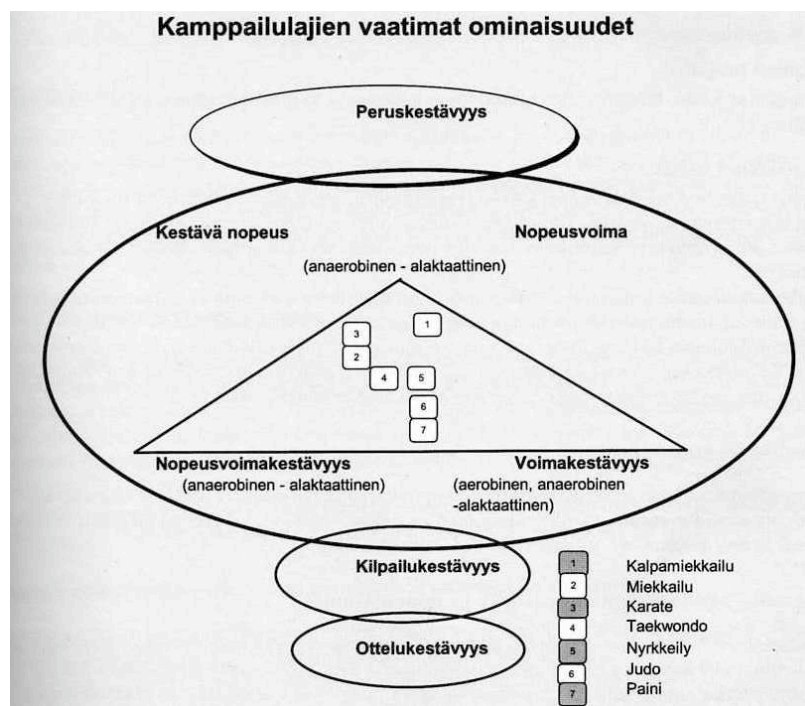 Kamppailulajien vaatimat ominaisuudet
Peruskestävyys
Kestävä nopeus
Nopeusvoima
(anaerobinen - alaktaattinen)
1
3
2
4
5
6
7
Nopeusvoimakestävyys
(anaerobinen - alaktaattinen)
Voimakestävyys
(aerobinen, anaerobinen
-alaktaattinen)
Kilpailukestävyys
Ottelukestävyys
1 Kalpamiekkailu
2 Miekkailu
3 Karate
4 Taekwondo
5 Nyrkkeily
6 Judo
7 Paini